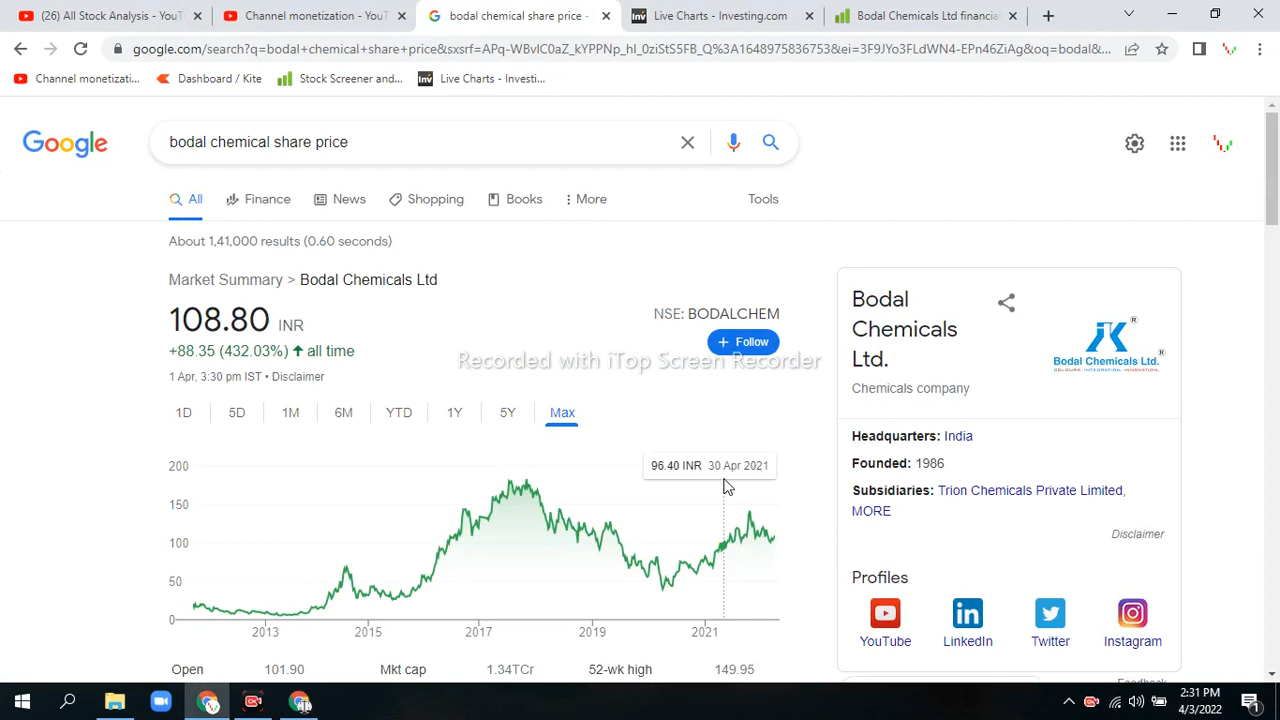 (26) All Stock Analysis - YouT
Channel monetization - YouT
bodal chemical share price -
Live Charts - Investing.com
Bodal Chemicals Ltd financia
google.com/search?q=bodal+chemical+share+price&sxsrf=APq-WBvlC0aZ_kYPPNp_hI_0ziStS5FB_Q%3A1648975836753&ei=3F9JYo3FLdWN4-EPn46ZiAg&oq=bodal&...
Channel monetizati...
Dashboard / Kite
Stock Screener and...
Live Charts - Investi...
Google
bodal chemical share price
All
Finance
News
Shopping
Books
More
Tools
About 1,41,000 results (0.60 seconds)
Market Summary > Bodal Chemicals Ltd
108.80 INR
+88.35 (432.03%) ↑ all time
1 Apr, 3:30 pm IST • Disclaimer
NSE: BODALCHEM
+ Follow
Recorded with iTop Screen Recorder
1D
5D
1M
6M
YTD
1Y
5Y
Max
96.40 INR 30 Apr 2021
200
150
100
50
0
2013
2015
2017
2019
2021
Open 101.90
Mkt cap 1.34TCr
52-wk high 149.95
Bodal
Chemicals
Ltd.
Chemicals company
Bodal Chemicals Ltd.
COLOURS. INTEGRATION. INNOVATION.
Headquarters: India
Founded: 1986
Subsidiaries: Trion Chemicals Private Limited,
MORE
Disclaimer
Profiles
YouTube
LinkedIn
Twitter
Instagram
Feedback
2:31 PM
4/3/2022
1